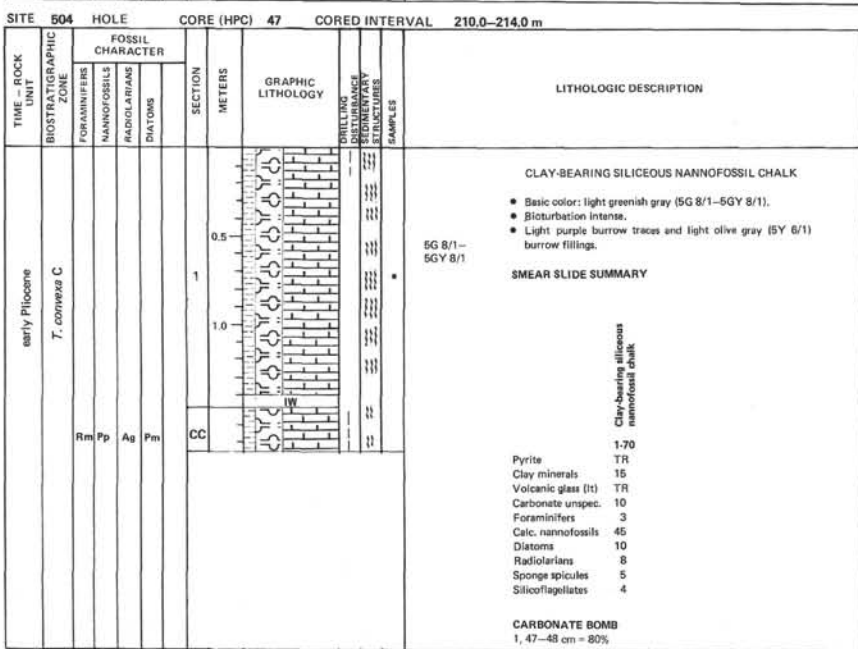 SITE 504 HOLE CORE (HPC) 47 CORED INTERVAL 210.0–214.0 m
TIME – ROCK UNIT
BIOSTRATIGRAPHIC ZONE
FOSSIL CHARACTER
FORAMINIFERS
NANNOFOSSILS
RADIOLARIANS
DIATOMS
SECTION
METERS
GRAPHIC LITHOLOGY
DRILLING DISTURBANCE
SEDIMENTARY STRUCTURES
SAMPLES
LITHOLOGIC DESCRIPTION
early Pliocene
T. convexa C
Rm Pp Ag Pm
1
CC
0.5
1.0
IW
5G 8/1–
5GY 8/1
CLAY-BEARING SILICEOUS NANNOFOSSIL CHALK
• Basic color: light greenish gray (5G 8/1–5GY 8/1).
• Bioturbation intense.
• Light purple burrow traces and light olive gray (5Y 6/1)
burrow fillings.
SMEAR SLIDE SUMMARY
Clay-bearing siliceous
nannofossil chalk
1-70
Pyrite TR
Clay minerals 15
Volcanic glass (lt) TR
Carbonate unspec. 10
Foraminifers 3
Calc. nannofossils 45
Diatoms 10
Radiolarians 8
Sponge spicules 5
Silicoflagellates 4
CARBONATE BOMB
1, 47–48 cm = 80%